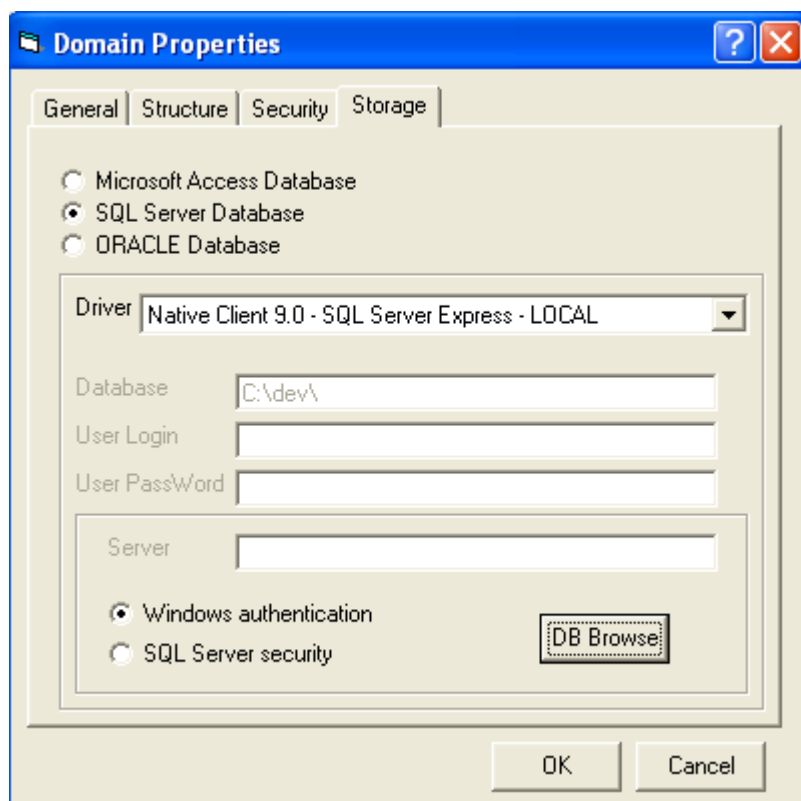 Domain Properties
General Structure Security Storage
Microsoft Access Database
SQL Server Database
ORACLE Database
Driver Native Client 9.0 - SQL Server Express - LOCAL
Database C:\dev\
User Login
User PassWord
Server
Windows authentication
SQL Server security
DB Browse
OK Cancel